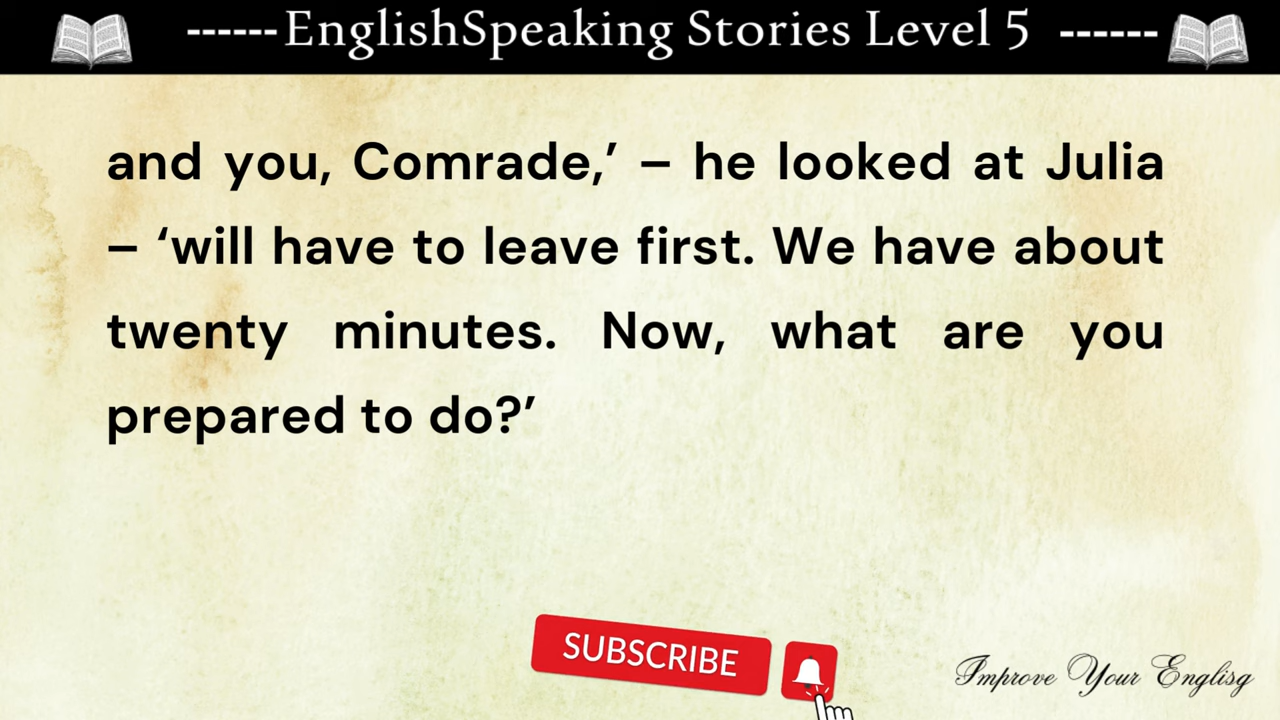 ------EnglishSpeaking Stories Level 5 ------
and you, Comrade,’ – he looked at Julia
– ‘will have to leave first. We have about
twenty minutes. Now, what are you
prepared to do?’
SUBSCRIBE
Improve Your Englisg